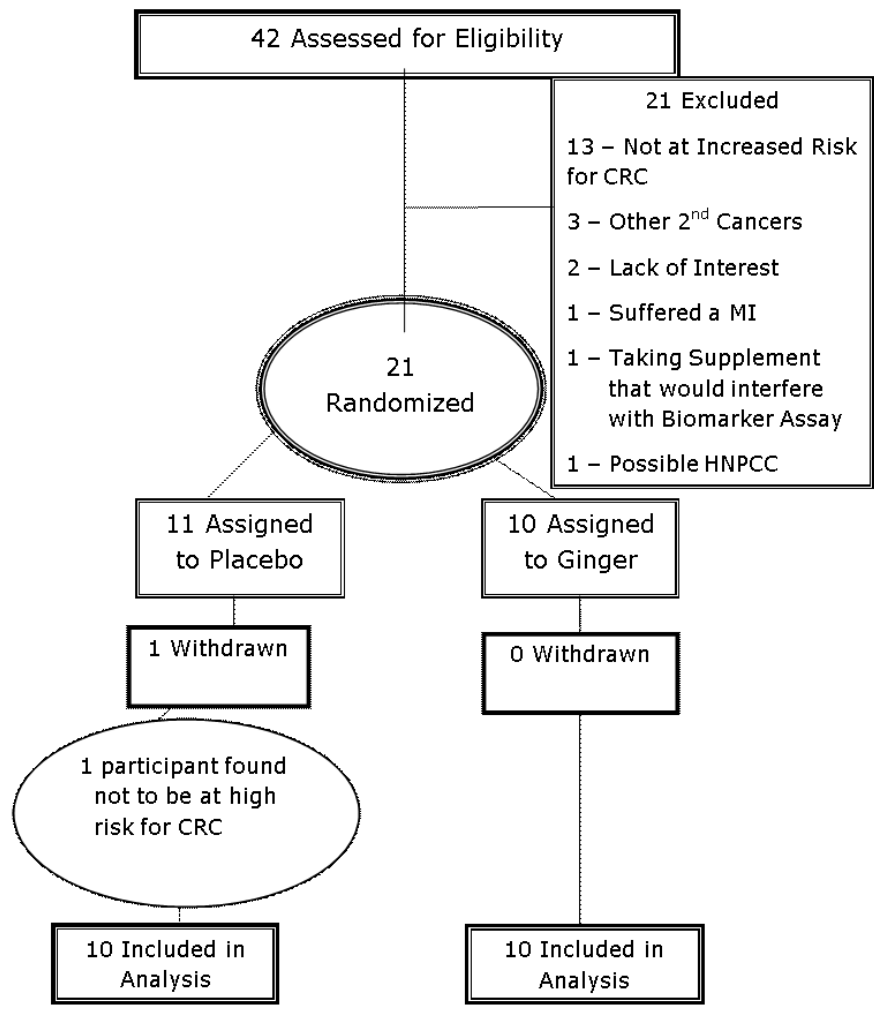 42 Assessed for Eligibility
21 Excluded
13 – Not at Increased Risk
for CRC
3 – Other 2nd Cancers
2 – Lack of Interest
1 – Suffered a MI
1 – Taking Supplement
that would interfere
with Biomarker Assay
1 – Possible HNPCC
21
Randomized
11 Assigned
to Placebo
10 Assigned
to Ginger
1 Withdrawn
0 Withdrawn
1 participant found
not to be at high
risk for CRC
10 Included in
Analysis
10 Included in
Analysis